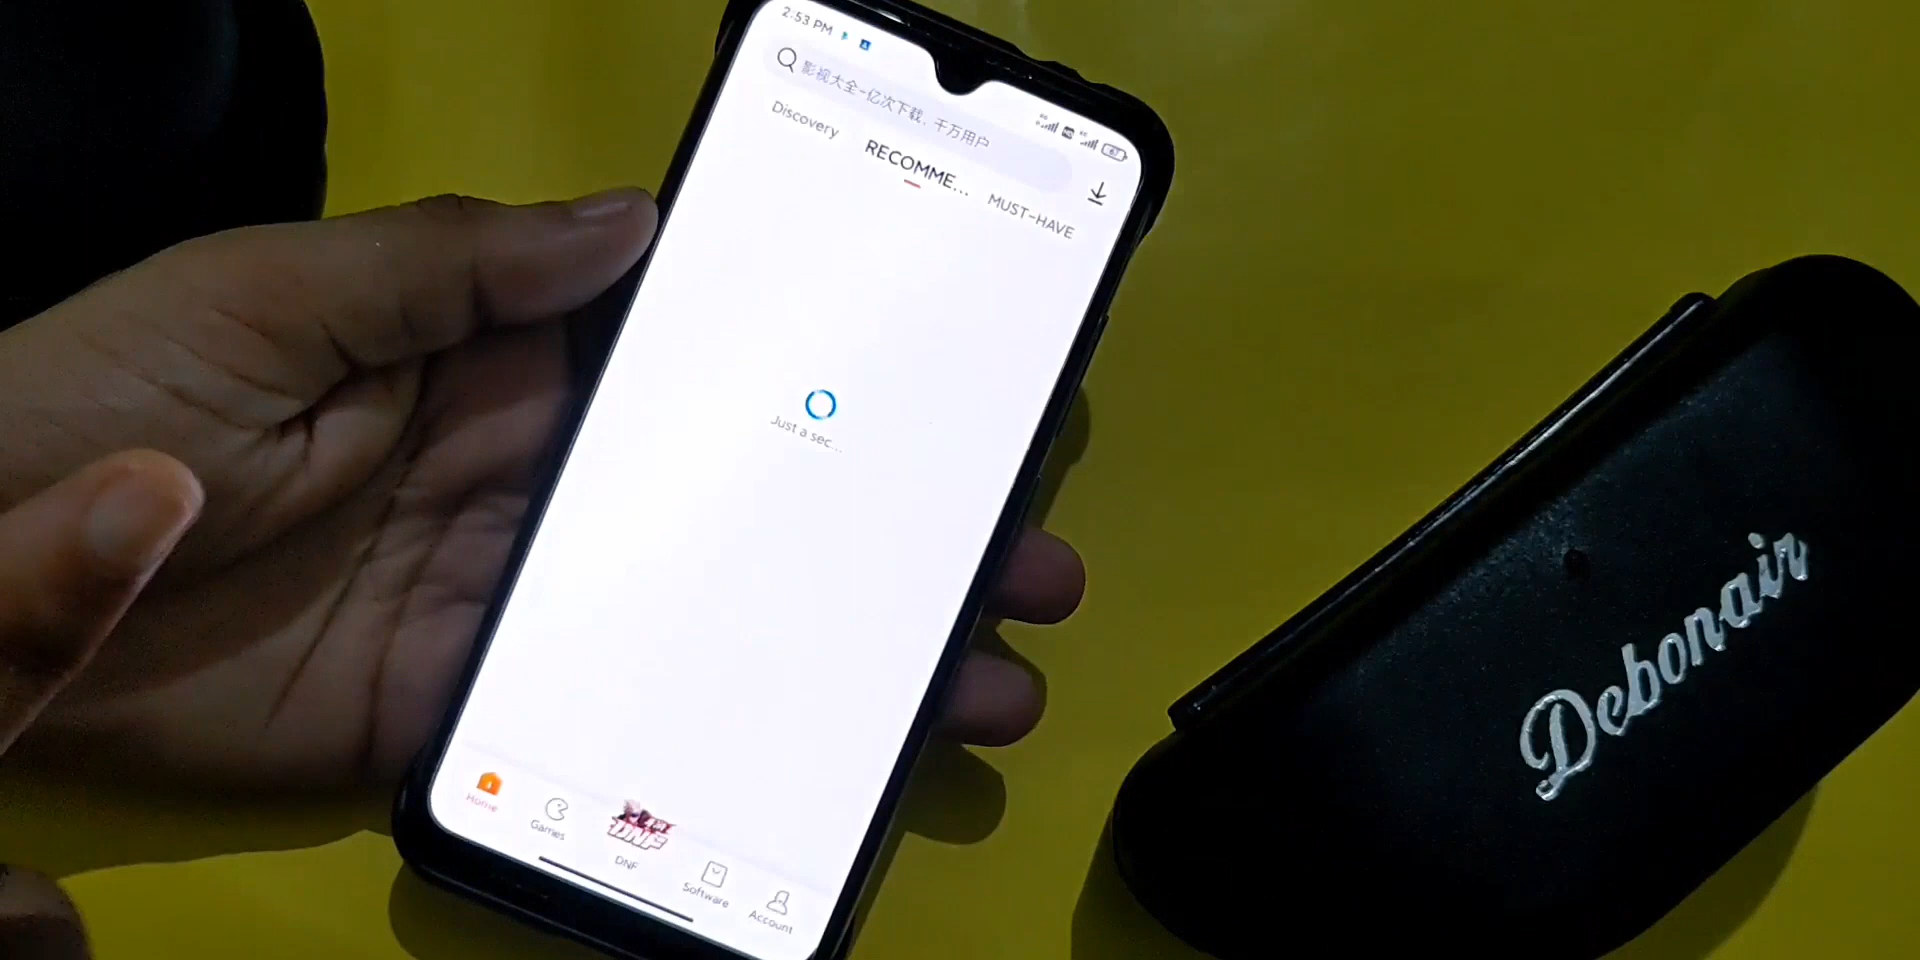 2:53 PM
影视大全-亿次下载，千万用户
Discovery
RECOMME...
MUST-HAVE
Just a sec...
Home
Games
DNF
DNF
Software
Account
Debonair